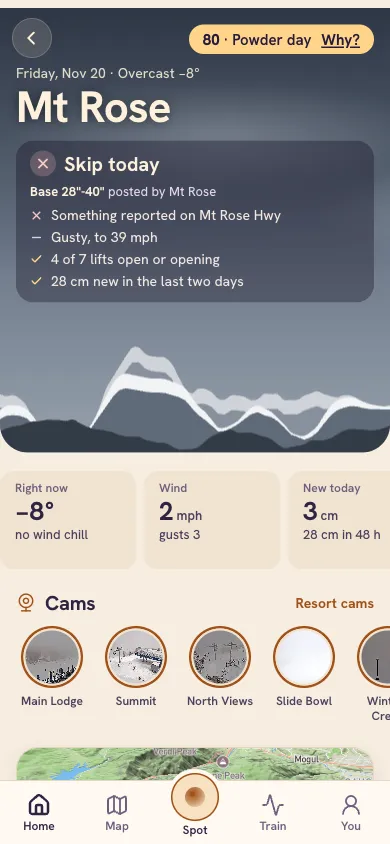 80 · Powder day Why?
Friday, Nov 20 · Overcast −8°
Mt Rose
Skip today
Base 28"-40" posted by Mt Rose
Something reported on Mt Rose Hwy
Gusty, to 39 mph
4 of 7 lifts open or opening
28 cm new in the last two days
Right now
−8°
no wind chill
Wind
2 mph
gusts 3
New today
3 cm
28 cm in 48 h
Cams
Resort cams
Main Lodge
Summit
North Views
Slide Bowl
Mogul
Peak
Home
Map
Spot
Train
You